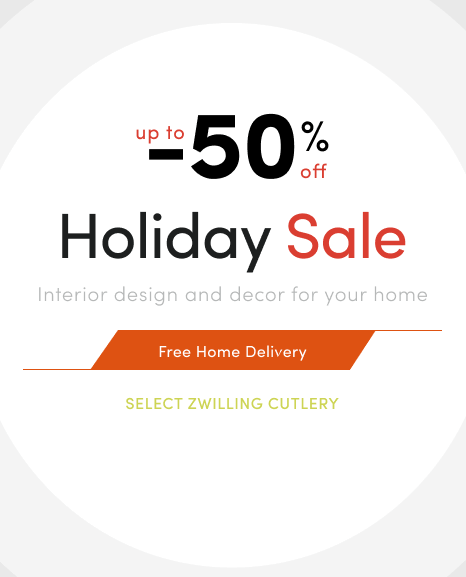 up to
–50%
off
Holiday Sale
Interior design and decor for your home
Free Home Delivery
SELECT ZWILLING CUTLERY